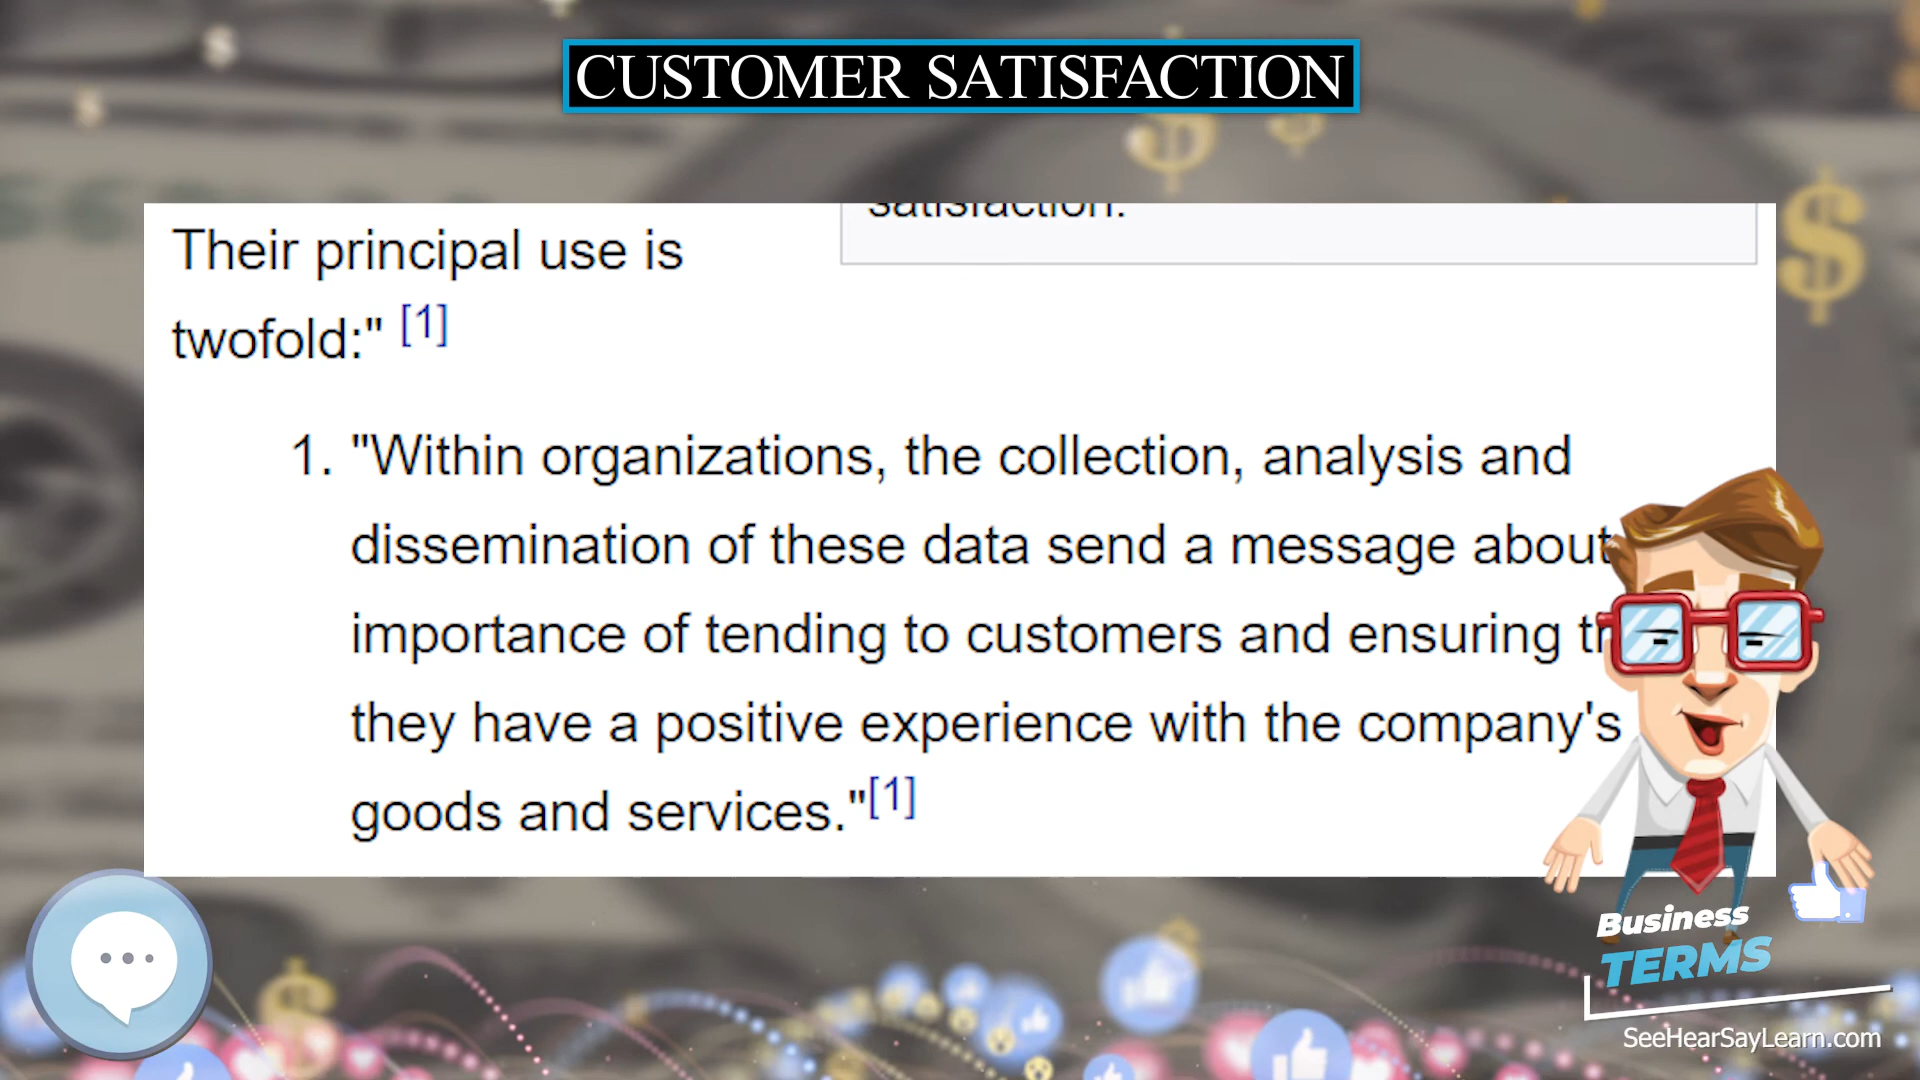 CUSTOMER SATISFACTION
satisfaction.
Their principal use is
twofold:" [1]
1. "Within organizations, the collection, analysis and
dissemination of these data send a message about
importance of tending to customers and ensuring
they have a positive experience with the company's
goods and services."[1]
Business
TERMS
SeeHearSayLearn.com